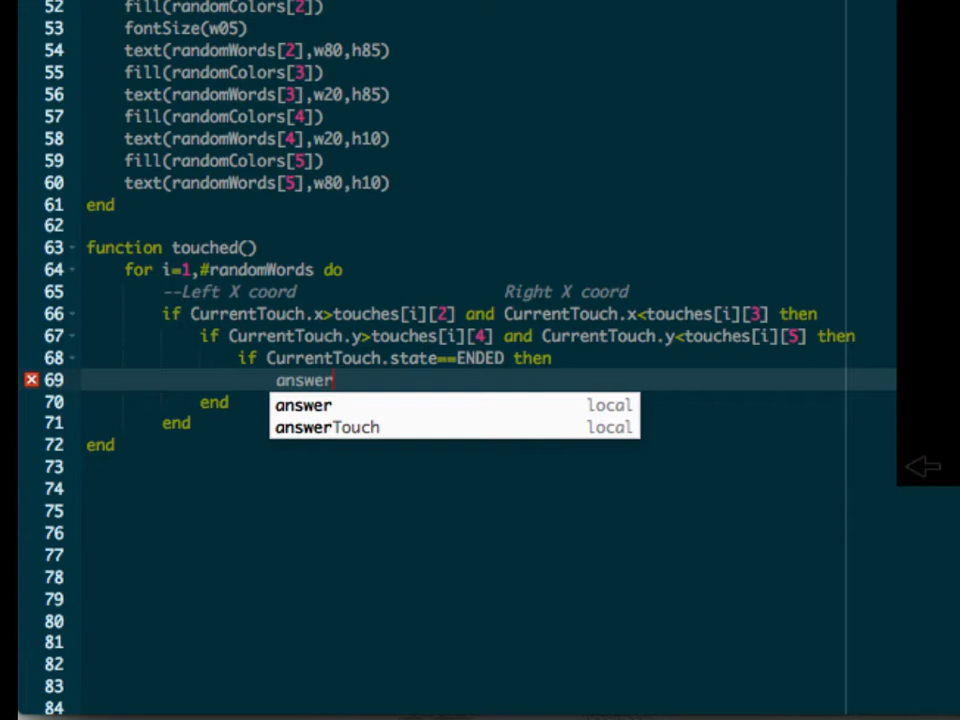 52 fill(randomColors[2])
53 fontSize(w05)
54 text(randomWords[2],w80,h85)
55 fill(randomColors[3])
56 text(randomWords[3],w20,h85)
57 fill(randomColors[4])
58 text(randomWords[4],w20,h10)
59 fill(randomColors[5])
60 text(randomWords[5],w80,h10)
61 end
62
63 function touched()
64 for i=1,#randomWords do
65 --Left X coord Right X coord
66 if CurrentTouch.x>touches[i][2] and CurrentTouch.x<touches[i][3] then
67 if CurrentTouch.y>touches[i][4] and CurrentTouch.y<touches[i][5] then
68 if CurrentTouch.state==ENDED then
69 answer
answer local
70 end
answerTouch local
71 end
72 end
73
74
75
76
77
78
79
80
81
82
83
84